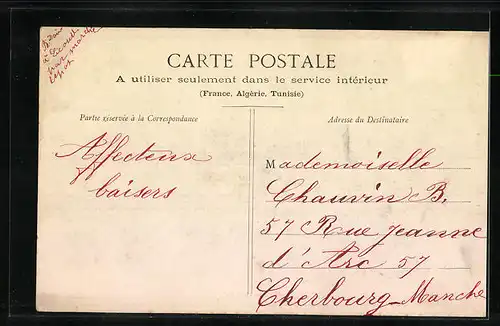 CARTE POSTALE
A utiliser seulement dans le service intérieur
(France, Algérie, Tunisie)
Partie réservée à la Correspondance
Affecteux
baisers
Adresse du Destinataire
Mademoiselle
Chauvin B.
57 Rue Jeanne
d'Arc 57
Cherbourg-Manche